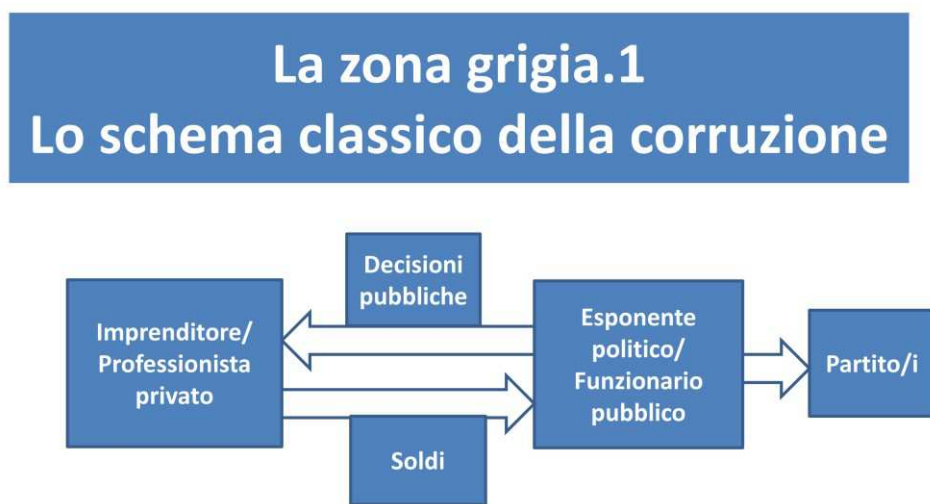 La zona grigia.1
Lo schema classico della corruzione
Decisioni
pubbliche
Imprenditore/
Professionista
privato
Esponente
politico/
Funzionario
pubblico
Partito/i
Soldi